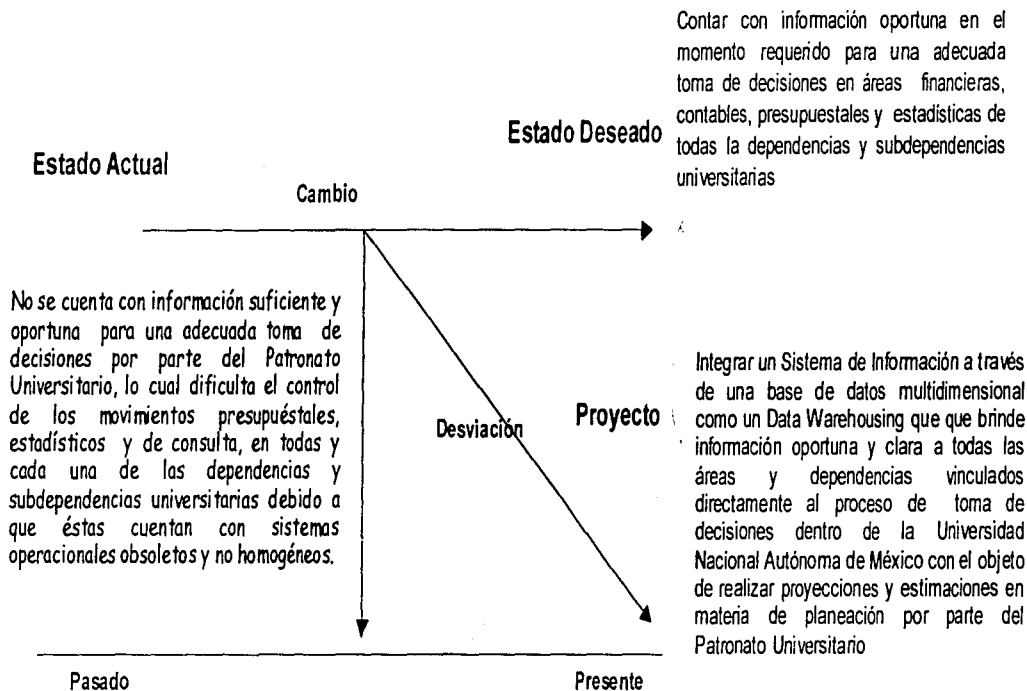 Contar con información oportuna en el
momento requerido para una adecuada
toma de decisiones en áreas financieras,
contables, presupuestales y estadísticas de
todas la dependencias y subdependencias
universitarias
Estado Deseado
Estado Actual
Cambio
No se cuenta con información suficiente y
oportuna para una adecuada toma de
decisiones por parte del Patronato
Universitario, lo cual dificulta el control
de los movimientos presupuéstales,
estadísticos y de consulta, en todas y
cada una de las dependencias y
subdependencias universitarias debido a
que éstas cuentan con sistemas
operacionales obsoletos y no homogéneos.
Desviación
Proyecto
Integrar un Sistema de Información a través
de una base de datos multidimensional
como un Data Warehousing que que brinde
información oportuna y clara a todas las
áreas y dependencias vinculados
directamente al proceso de toma de
decisiones dentro de la Universidad
Nacional Autónoma de México con el objeto
de realizar proyecciones y estimaciones en
materia de planeación por parte del
Patronato Universitario
Pasado
Presente